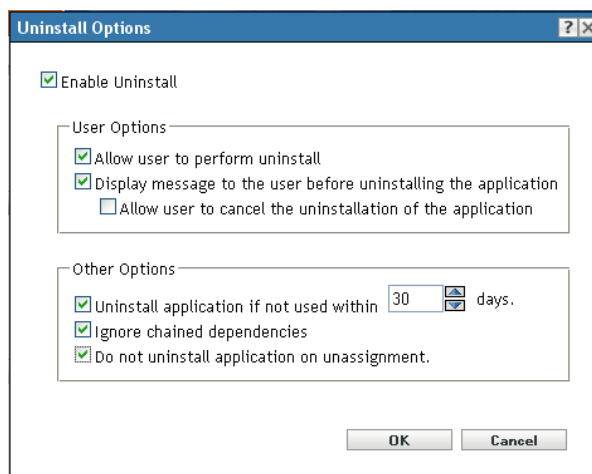 Uninstall Options
Enable Uninstall
User Options
Allow user to perform uninstall
Display message to the user before uninstalling the application
Allow user to cancel the uninstallation of the application
Other Options
Uninstall application if not used within 30 days.
Ignore chained dependencies
Do not uninstall application on unassignment.
OK Cancel